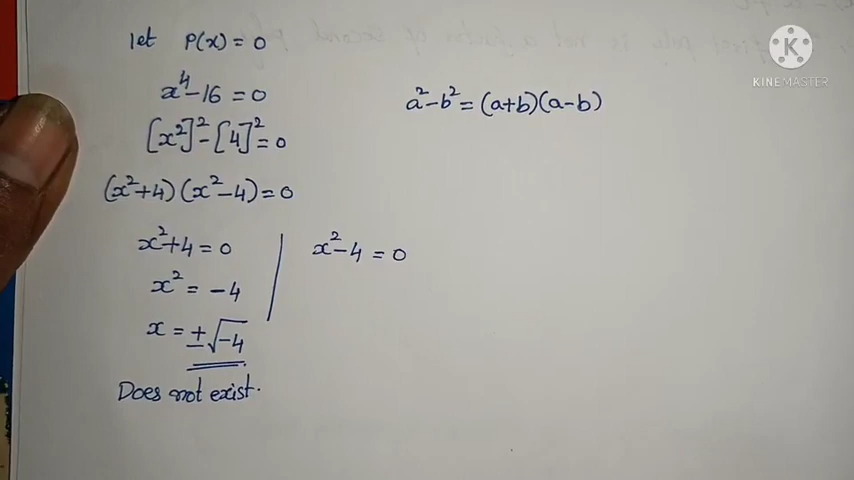 let P(x) = 0
x⁴-16 = 0
a²-b² = (a+b)(a-b)
[x²]²-[4]² = 0
(x²+4)(x²-4) = 0
x²+4 = 0
x²-4 = 0
x² = -4
x = ±√-4
Does not exist.
KINEMASTER